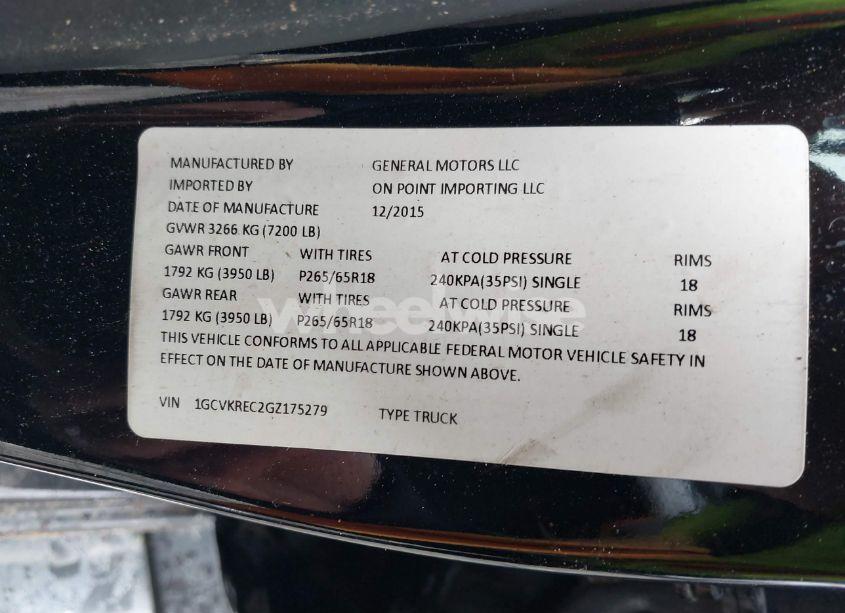 MANUFACTURED BY GENERAL MOTORS LLC
IMPORTED BY ON POINT IMPORTING LLC
DATE OF MANUFACTURE 12/2015
GVWR 3266 KG (7200 LB)
GAWR FRONT WITH TIRES AT COLD PRESSURE RIMS
1792 KG (3950 LB) P265/65R18 240KPA(35PSI) SINGLE 18
GAWR REAR WITH TIRES AT COLD PRESSURE RIMS
1792 KG (3950 LB) P265/65R18 240KPA(35PSI) SINGLE 18
wheelwise
THIS VEHICLE CONFORMS TO ALL APPLICABLE FEDERAL MOTOR VEHICLE SAFETY IN
EFFECT ON THE DATE OF MANUFACTURE SHOWN ABOVE.
VIN 1GCVKREC2GZ175279 TYPE TRUCK